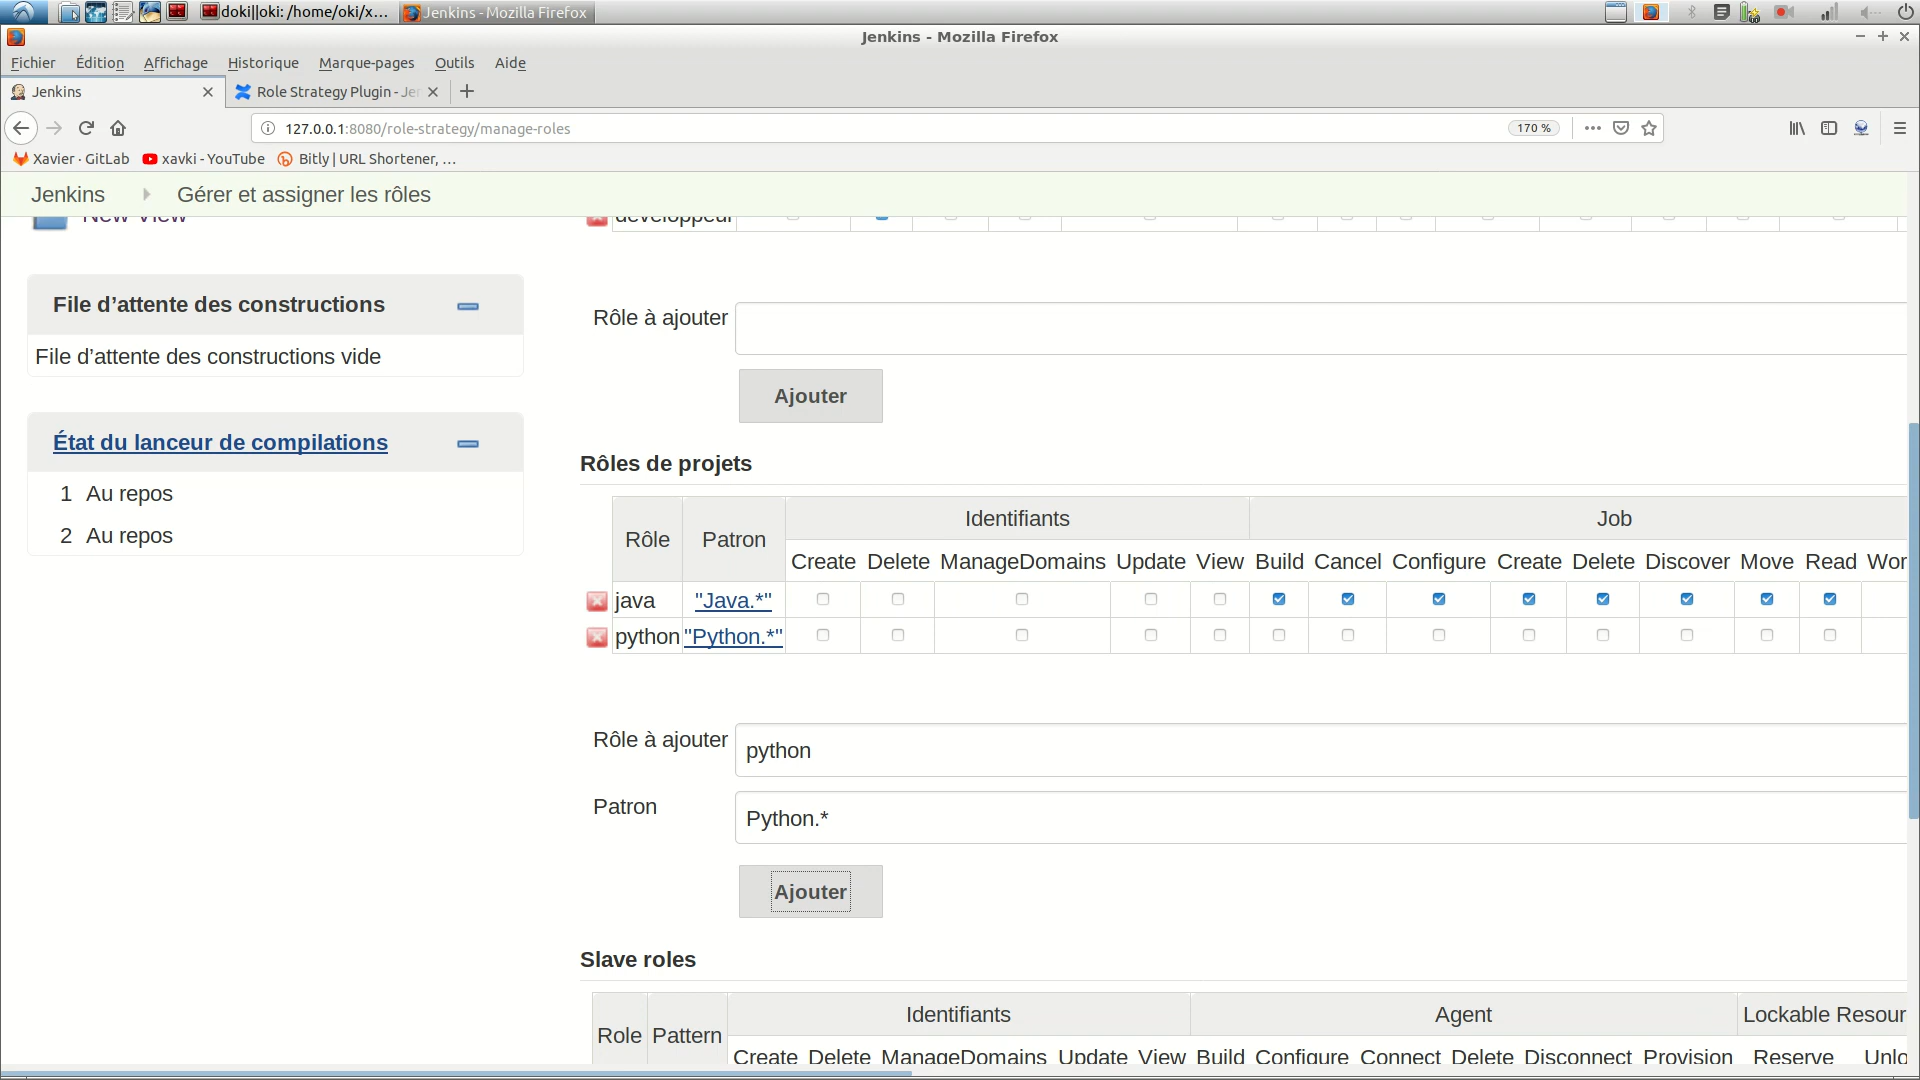 doki||oki: /home/oki/x...
Jenkins - Mozilla Firefox
Jenkins - Mozilla Firefox
Fichier Édition Affichage Historique Marque-pages Outils Aide
Jenkins
Role Strategy Plugin - Je
127.0.0.1:8080/role-strategy/manage-roles
170 %
Xavier · GitLab
xavki - YouTube
Bitly | URL Shortener, ...
Jenkins
Gérer et assigner les rôles
New View
developpeur
File d’attente des constructions
File d’attente des constructions vide
État du lanceur de compilations
1 Au repos
2 Au repos
Rôle à ajouter
Ajouter
Rôles de projets
Rôle Patron Identifiants Job
Create Delete ManageDomains Update View Build Cancel Configure Create Delete Discover Move Read Wor
java "Java.*"
python "Python.*"
Rôle à ajouter python
Patron Python.*
Ajouter
Slave roles
Role Pattern Identifiants Agent Lockable Resour
Create Delete ManageDomains Update View Build Configure Connect Delete Disconnect Provision Reserve Unlo